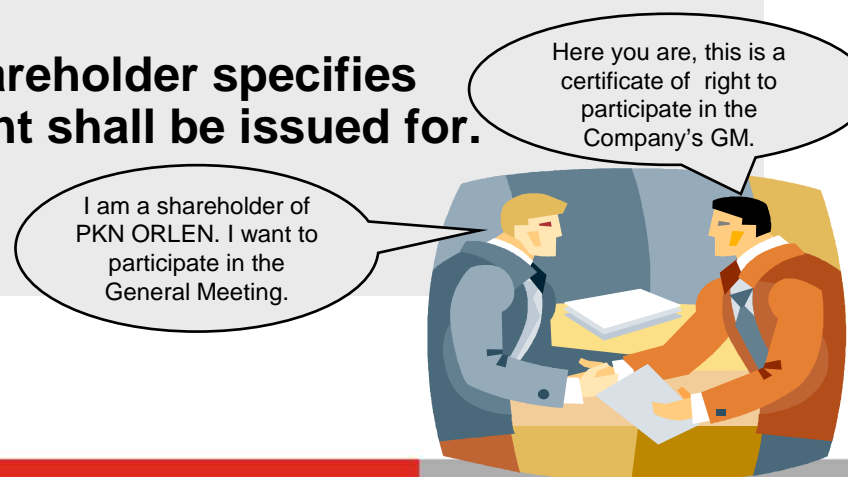 areholder specifies
nt shall be issued for.
Here you are, this is a
certificate of right to
participate in the
Company's GM.
I am a shareholder of
PKN ORLEN. I want to
participate in the
General Meeting.